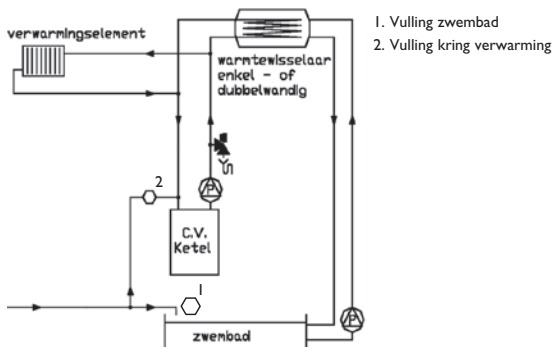 1. Vulling zwembad
2. Vulling kring verwarming
verwarmingselement
warmtewisselaar
enkel - of
dubbelwandig
2
P
C.V.
Ketel
1
P
zwembad